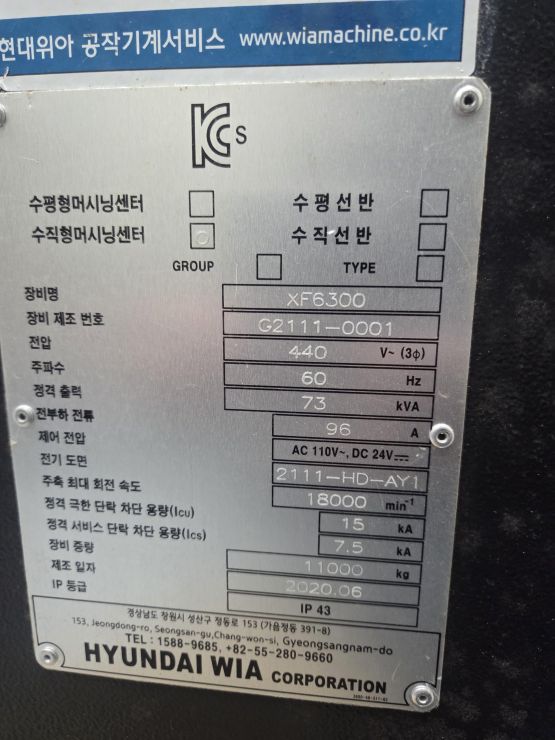 현대위아 공작기계서비스 www.wiamachine.co.kr
KC s
수평형머시닝센터 수평선반
수직형머시닝센터 O 수직선반
GROUP TYPE
장비명 XF6300
장비 제조 번호 G2111-0001
전압 440 V~ (3φ)
주파수 60 Hz
정격 출력 73 kVA
전부하 전류 96 A
제어 전압 AC 110V~, DC 24V⎓
전기 도면 2111-HD-AY1
주축 최대 회전 속도 18000 min⁻¹
정격 극한 단락 차단 용량(Icu) 15 kA
정격 서비스 단락 차단 용량(Ics) 7.5 kA
장비 중량 11000 kg
제조 일자 2020.06
IP 등급 IP 43
경상남도 창원시 성산구 정동로 153 (가음정동 391-8)
153, Jeongdong-ro, Seongsan-gu,Chang-won-si, Gyeongsangnam-do
TEL : 1588-9685, +82-55-280-9660
HYUNDAI WIA CORPORATION